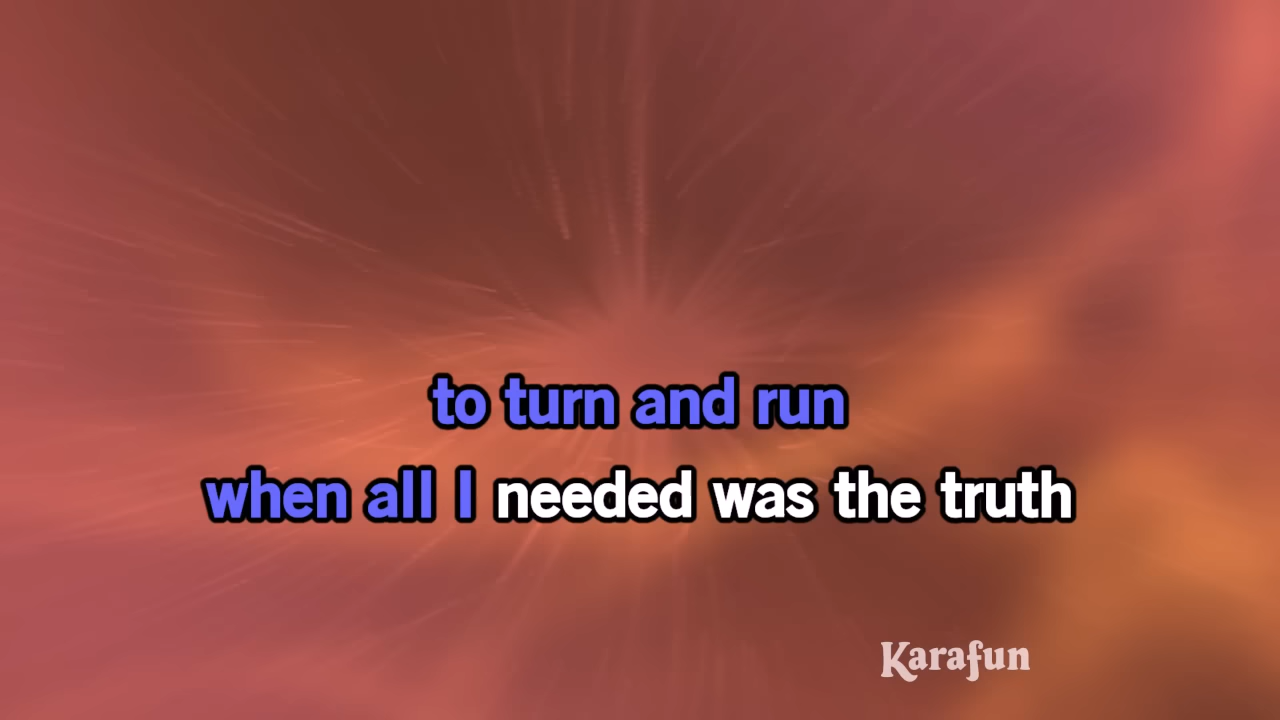 to turn and run
when all I needed was the truth
Karafun